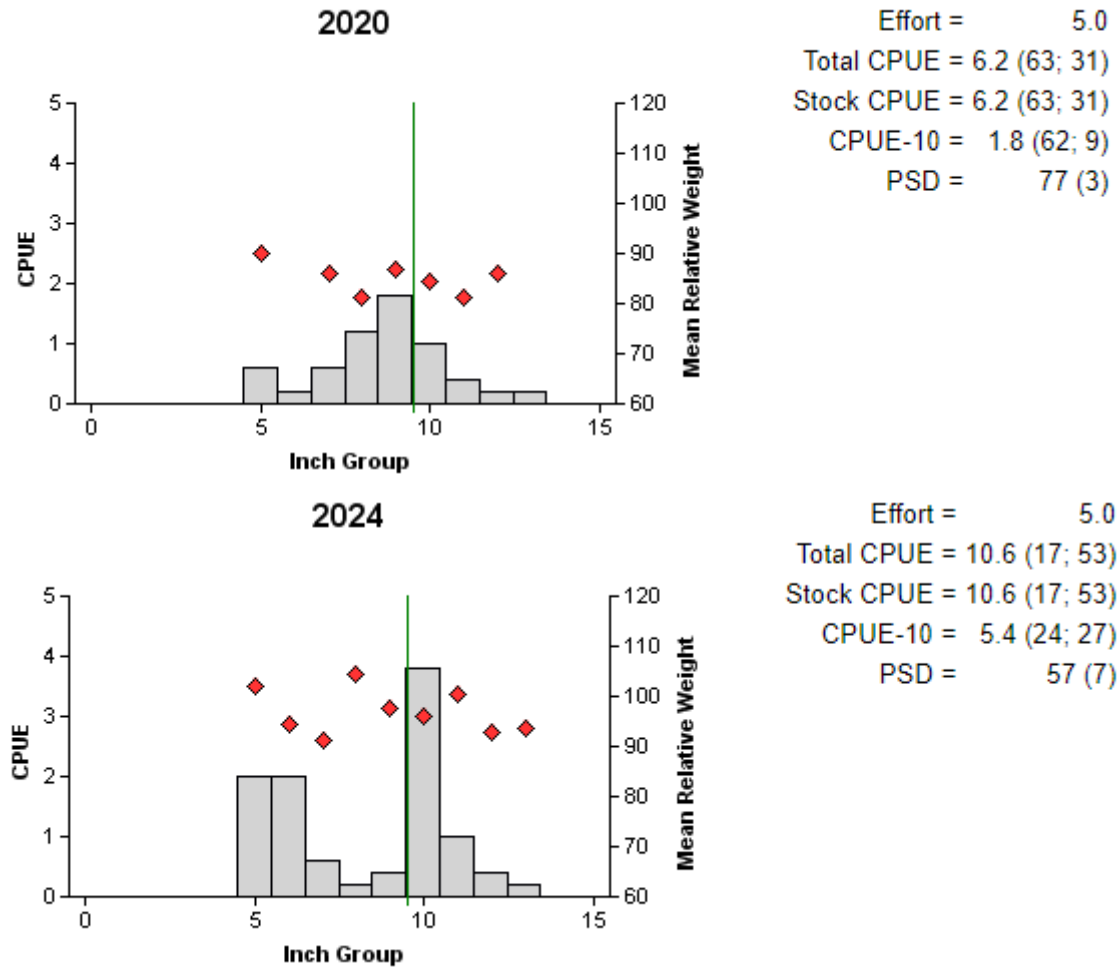 2020
Effort = 5.0
Total CPUE = 6.2 (63; 31)
Stock CPUE = 6.2 (63; 31)
CPUE-10 = 1.8 (62; 9)
PSD = 77 (3)
5
4
3
2
1
0
CPUE
120
110
100
90
80
70
60
Mean Relative Weight
0 5 10 15
Inch Group
2024
Effort = 5.0
Total CPUE = 10.6 (17; 53)
Stock CPUE = 10.6 (17; 53)
CPUE-10 = 5.4 (24; 27)
PSD = 57 (7)
5
4
3
2
1
0
CPUE
120
110
100
90
80
70
60
Mean Relative Weight
0 5 10 15
Inch Group